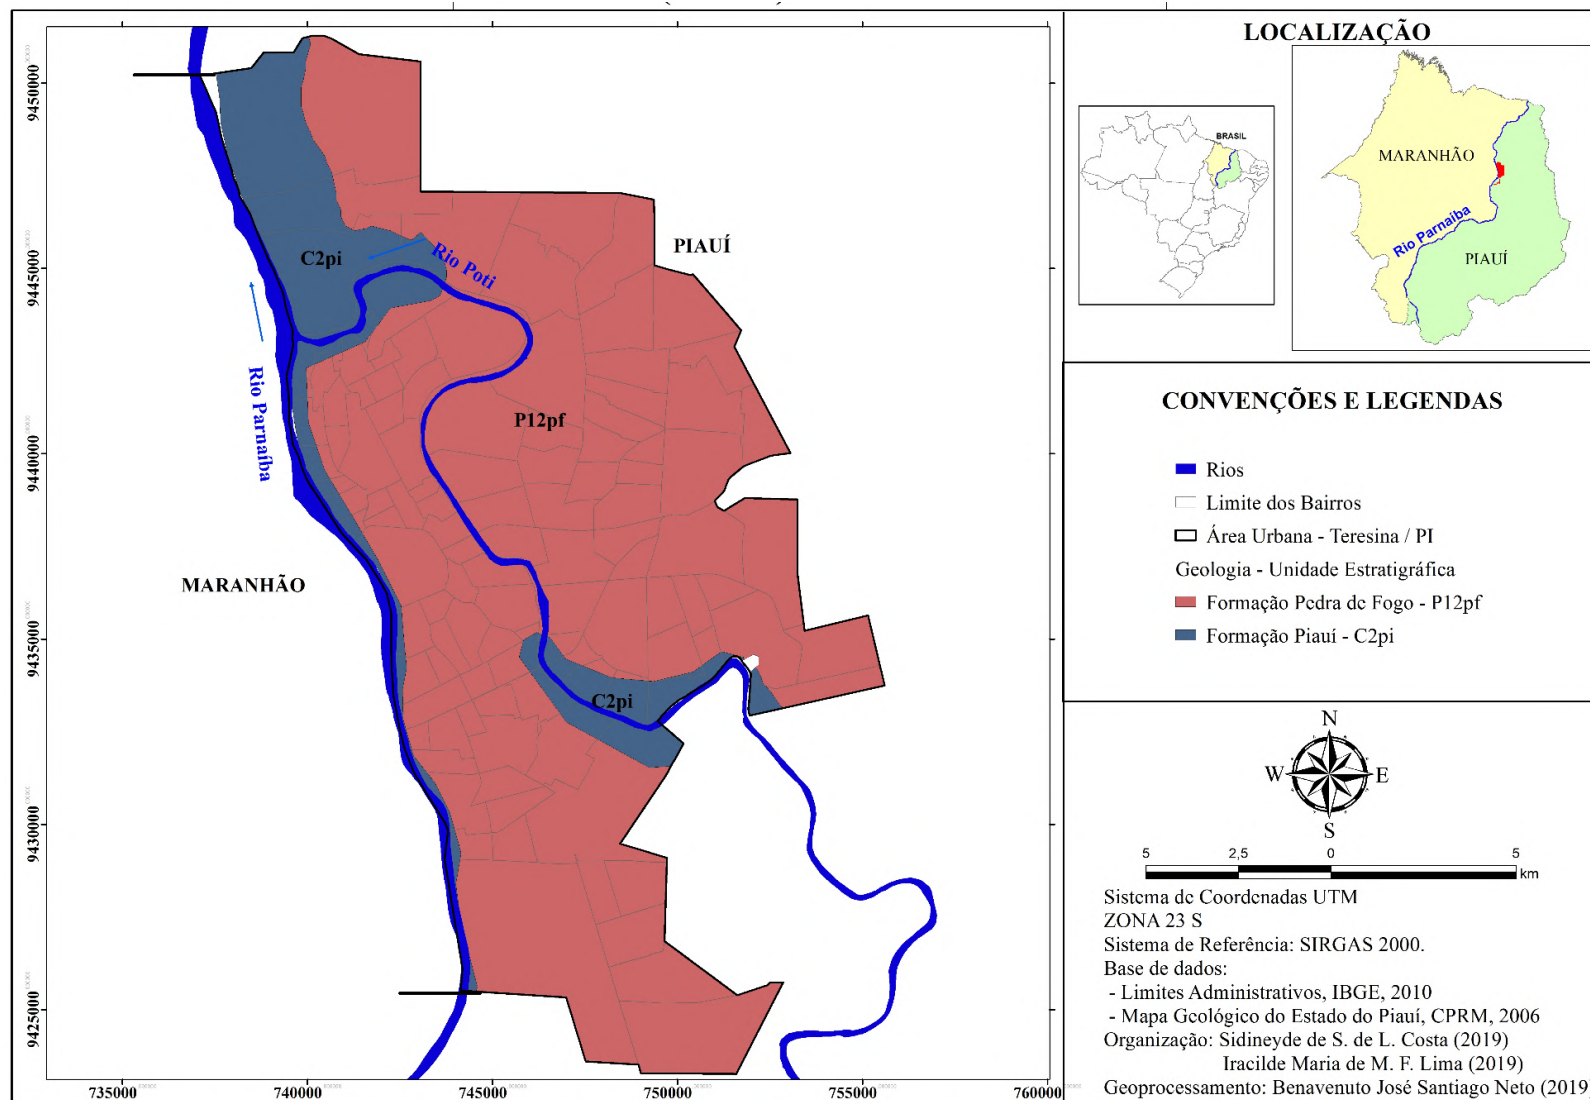 C2pi
Rio Poti
PIAUÍ
Rio Parnaíba
P12pf
MARANHÃO
C2pi
9450000
9445000
9440000
9435000
9430000
9425000
735000
740000
745000
750000
755000
760000
LOCALIZAÇÃO
BRASIL
MARANHÃO
Rio Parnaíba
PIAUÍ
CONVENÇÕES E LEGENDAS
Rios
Limite dos Bairros
Área Urbana - Teresina / PI
Geologia - Unidade Estratigráfica
Formação Pedra de Fogo - P12pf
Formação Piauí - C2pi
N
W
E
S
5 2,5 0 5
km
Sistema de Coordenadas UTM
ZONA 23 S
Sistema de Referência: SIRGAS 2000.
Base de dados:
- Limites Administrativos, IBGE, 2010
- Mapa Geológico do Estado do Piauí, CPRM, 2006
Organização: Sidineyde de S. de L. Costa (2019)
Iracilde Maria de M. F. Lima (2019)
Geoprocessamento: Benavenuto José Santiago Neto (2019